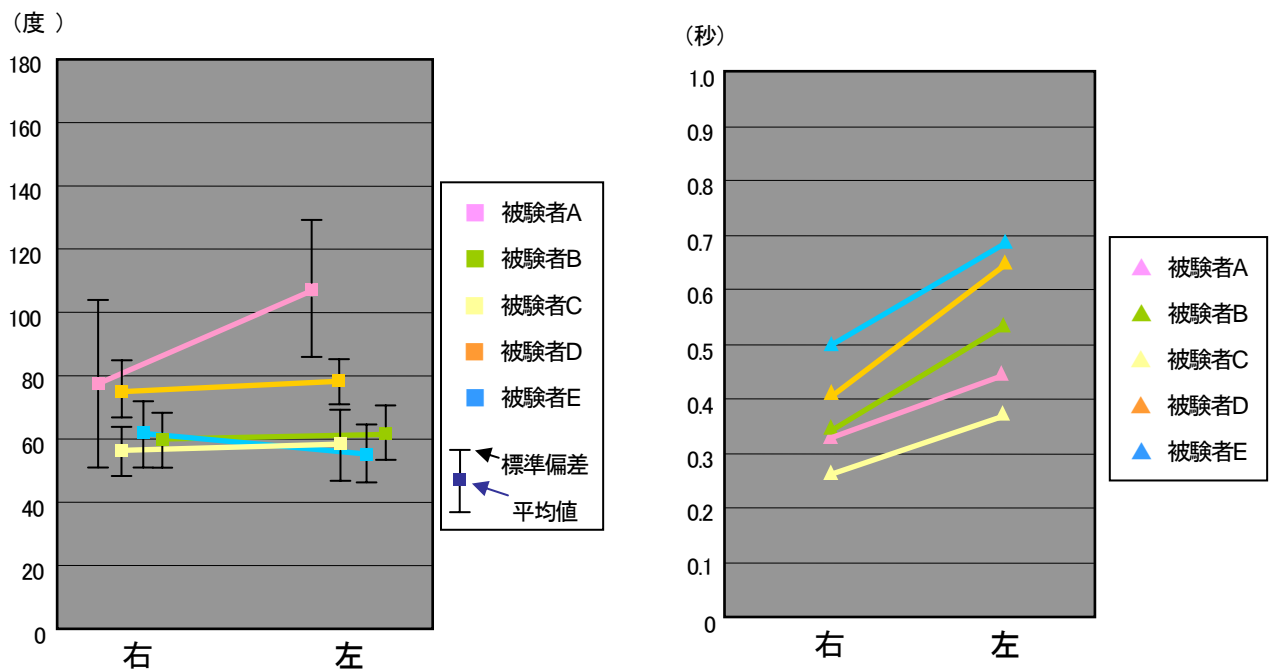 （度 ）
180
160
140
120
100
80
60
40
20
0
右 左
被験者A
被験者B
被験者C
被験者D
被験者E
標準偏差
平均値
（秒）
1.0
0.9
0.8
0.7
0.6
0.5
0.4
0.3
0.2
0.1
0
右 左
被験者A
被験者B
被験者C
被験者D
被験者E